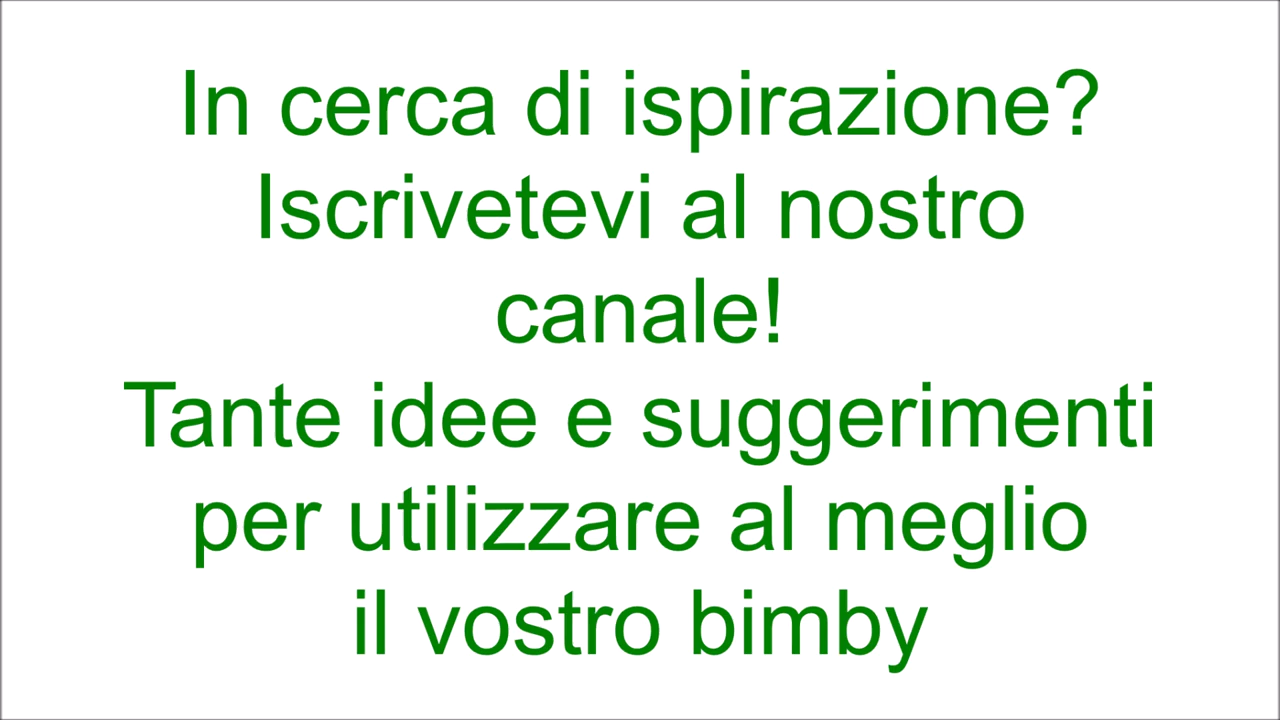 In cerca di ispirazione?
Iscrivetevi al nostro
canale!
Tante idee e suggerimenti
per utilizzare al meglio
il vostro bimby